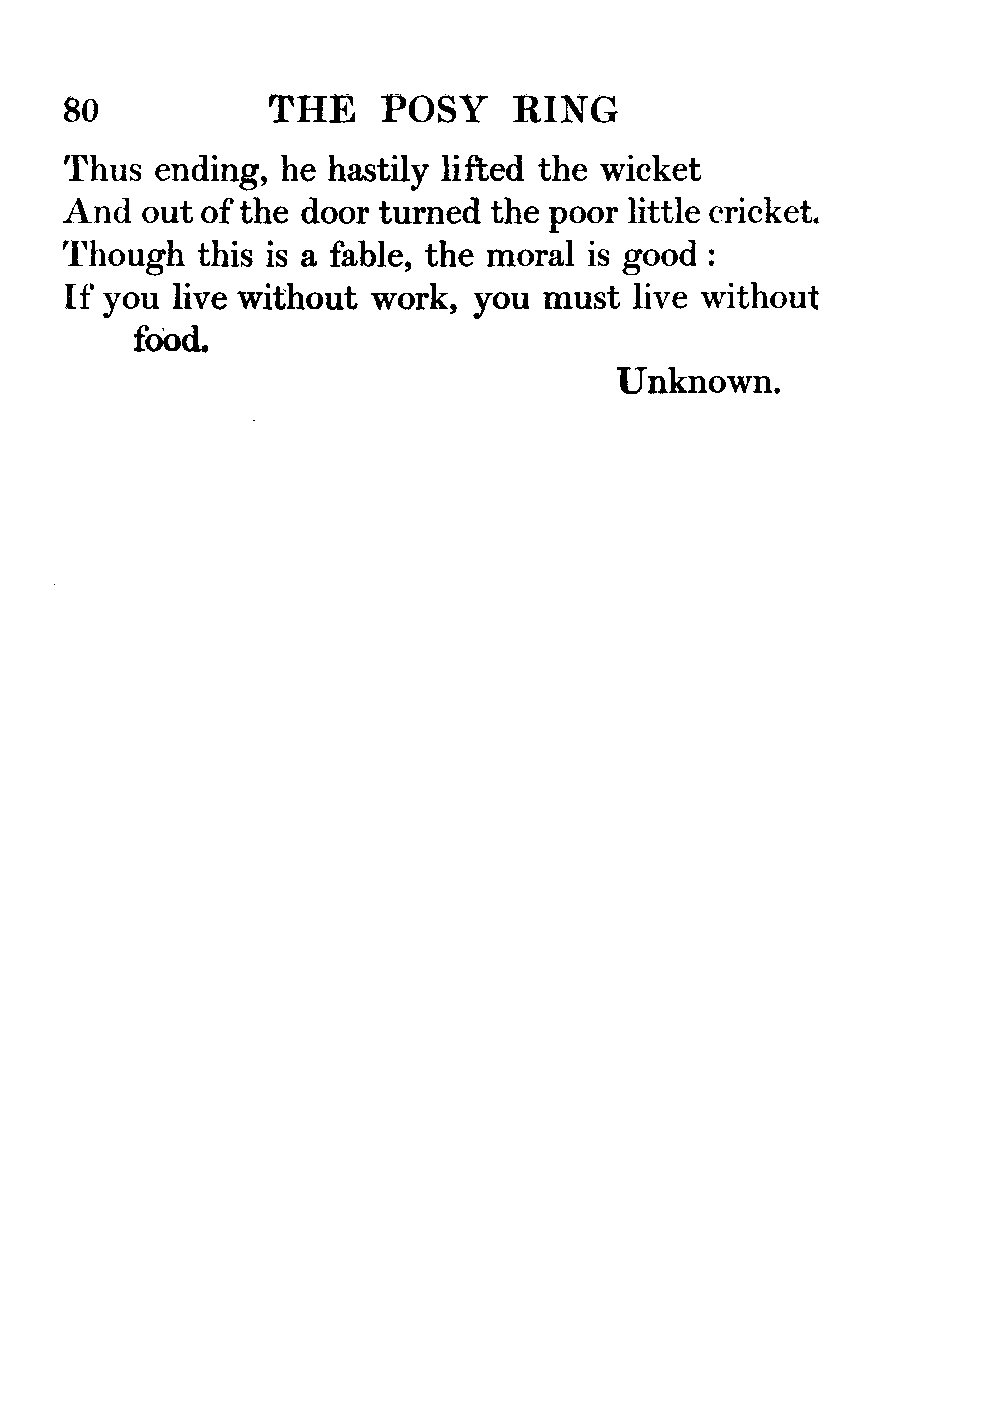 80 THE POSY RING
Thus ending, he hastily lifted the wicket
And out of the door turned the poor little cricket.
Though this is a fable, the moral is good :
If you live without work, you must live without
food.
Unknown.